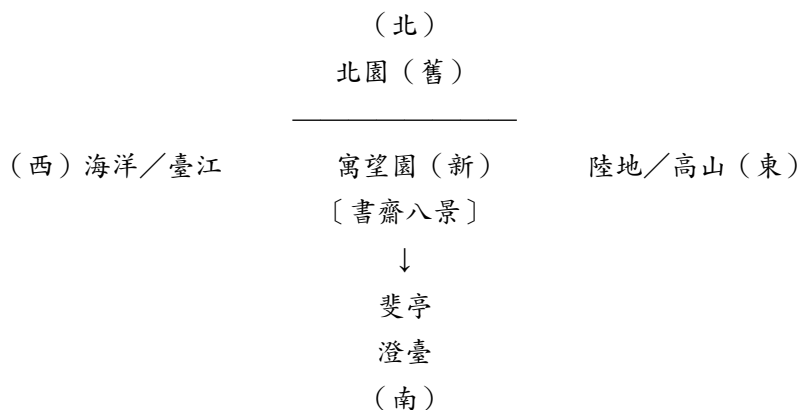 （北）
北園（舊）
（西）海洋／臺江 寓望園（新） 陸地／高山（東）
〔書齋八景〕
↓
斐亭
澄臺
（南）